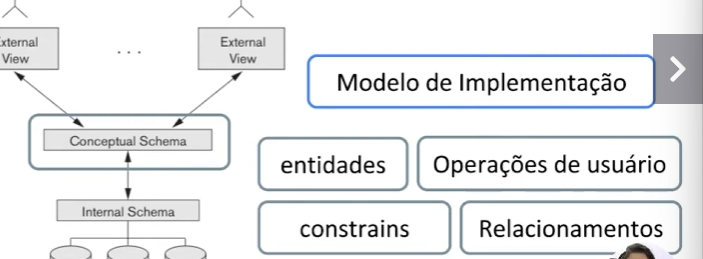 External
View
. . .
External
View
Modelo de Implementação
Conceptual Schema
entidades
Operações de usuário
Internal Schema
constrains
Relacionamentos